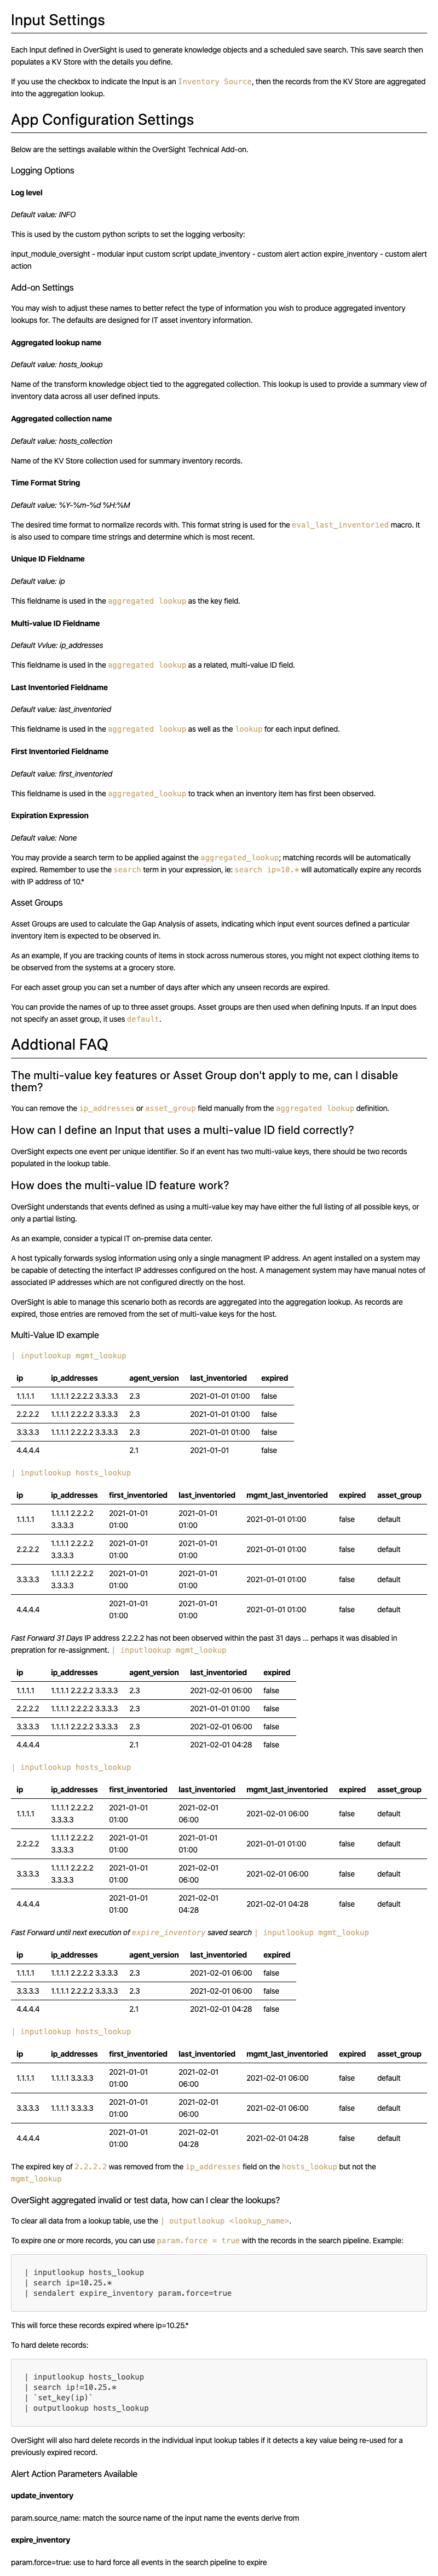 Input Settings
Each Input defined in OverSight is used to generate knowledge objects and a scheduled save search. This save search then
populates a KV Store with the details you define.
If you use the checkbox to indicate the Input is an Inventory Source, then the records from the KV Store are aggregated
into the aggregation lookup.
App Configuration Settings
Below are the settings available within the OverSight Technical Add-on.
Logging Options
Log level
Default value: INFO
This is used by the custom python scripts to set the logging verbosity:
input_module_oversight - modular input custom script update_inventory - custom alert action expire_inventory - custom alert
action
Add-on Settings
You may wish to adjust these names to better refect the type of information you wish to produce aggregated inventory
lookups for. The defaults are designed for IT asset inventory information.
Aggregated lookup name
Default value: hosts_lookup
Name of the transform knowledge object tied to the aggregated collection. This lookup is used to provide a summary view of
inventory data across all user defined inputs.
Aggregated collection name
Default value: hosts_collection
Name of the KV Store collection used for summary inventory records.
Time Format String
Default value: %Y-%m-%d %H:%M
The desired time format to normalize records with. This format string is used for the eval_last_inventoried macro. It
is also used to compare time strings and determine which is most recent.
Unique ID Fieldname
Default value: ip
This fieldname is used in the aggregated lookup as the key field.
Multi-value ID Fieldname
Default Vvlue: ip_addresses
This fieldname is used in the aggregated lookup as a related, multi-value ID field.
Last Inventoried Fieldname
Default value: last_inventoried
This fieldname is used in the aggregated lookup as well as the lookup for each input defined.
First Inventoried Fieldname
Default value: first_inventoried
This fieldname is used in the aggregated_lookup to track when an inventory item has first been observed.
Expiration Expression
Default value: None
You may provide a search term to be applied against the aggregated_lookup; matching records will be automatically
expired. Remember to use the search term in your expression, ie: search ip=10.* will automatically expire any records
with IP address of 10.*
Asset Groups
Asset Groups are used to calculate the Gap Analysis of assets, indicating which input event sources defined a particular
inventory item is expected to be observed in.
As an example, If you are tracking counts of items in stock across numerous stores, you might not expect clothing items to
be observed from the systems at a grocery store.
For each asset group you can set a number of days after which any unseen records are expired.
You can provide the names of up to three asset groups. Asset groups are then used when defining Inputs. If an Input does
not specify an asset group, it uses default.
Addtional FAQ
The multi-value key features or Asset Group don't apply to me, can I disable
them?
You can remove the ip_addresses or asset_group field manually from the aggregated lookup definition.
How can I define an Input that uses a multi-value ID field correctly?
OverSight expects one event per unique identifier. So if an event has two multi-value keys, there should be two records
populated in the lookup table.
How does the multi-value ID feature work?
OverSight understands that events defined as using a multi-value key may have either the full listing of all possible keys, or
only a partial listing.
As an example, consider a typical IT on-premise data center.
A host typically forwards syslog information using only a single managment IP address. An agent installed on a system may
be capable of detecting the interfact IP addresses configured on the host. A management system may have manual notes of
associated IP addresses which are not configured directly on the host.
OverSight is able to manage this scenario both as records are aggregated into the aggregation lookup. As records are
expired, those entries are removed from the set of multi-value keys for the host.
Multi-Value ID example
| inputlookup mgmt_lookup
ip ip_addresses agent_version last_inventoried expired
1.1.1.1 1.1.1.1 2.2.2.2 3.3.3.3 2.3 2021-01-01 01:00 false
2.2.2.2 1.1.1.1 2.2.2.2 3.3.3.3 2.3 2021-01-01 01:00 false
3.3.3.3 1.1.1.1 2.2.2.2 3.3.3.3 2.3 2021-01-01 01:00 false
4.4.4.4 2.1 2021-01-01 false
| inputlookup hosts_lookup
ip ip_addresses first_inventoried last_inventoried mgmt_last_inventoried expired asset_group
1.1.1.1 1.1.1.1 2.2.2.2 2021-01-01 2021-01-01 2021-01-01 01:00 false default
3.3.3.3 01:00 01:00
2.2.2.2 1.1.1.1 2.2.2.2 2021-01-01 2021-01-01 2021-01-01 01:00 false default
3.3.3.3 01:00 01:00
3.3.3.3 1.1.1.1 2.2.2.2 2021-01-01 2021-01-01 2021-01-01 01:00 false default
3.3.3.3 01:00 01:00
4.4.4.4 2021-01-01 2021-01-01 2021-01-01 01:00 false default
01:00 01:00
Fast Forward 31 Days IP address 2.2.2.2 has not been observed within the past 31 days ... perhaps it was disabled in
prepration for re-assignment. | inputlookup mgmt_lookup
ip ip_addresses agent_version last_inventoried expired
1.1.1.1 1.1.1.1 2.2.2.2 3.3.3.3 2.3 2021-02-01 06:00 false
2.2.2.2 1.1.1.1 2.2.2.2 3.3.3.3 2.3 2021-01-01 01:00 false
3.3.3.3 1.1.1.1 2.2.2.2 3.3.3.3 2.3 2021-02-01 06:00 false
4.4.4.4 2.1 2021-02-01 04:28 false
| inputlookup hosts_lookup
ip ip_addresses first_inventoried last_inventoried mgmt_last_inventoried expired asset_group
1.1.1.1 1.1.1.1 2.2.2.2 2021-01-01 2021-02-01 2021-02-01 06:00 false default
3.3.3.3 01:00 06:00
2.2.2.2 1.1.1.1 2.2.2.2 2021-01-01 2021-01-01 2021-01-01 01:00 false default
3.3.3.3 01:00 01:00
3.3.3.3 1.1.1.1 2.2.2.2 2021-01-01 2021-02-01 2021-02-01 06:00 false default
3.3.3.3 01:00 06:00
4.4.4.4 2021-01-01 2021-02-01 2021-02-01 04:28 false default
01:00 04:28
Fast Forward until next execution of expire_inventory saved search | inputlookup mgmt_lookup
ip ip_addresses agent_version last_inventoried expired
1.1.1.1 1.1.1.1 2.2.2.2 3.3.3.3 2.3 2021-02-01 06:00 false
3.3.3.3 1.1.1.1 2.2.2.2 3.3.3.3 2.3 2021-02-01 06:00 false
4.4.4.4 2.1 2021-02-01 04:28 false
| inputlookup hosts_lookup
ip ip_addresses first_inventoried last_inventoried mgmt_last_inventoried expired asset_group
1.1.1.1 1.1.1.1 3.3.3.3 2021-01-01 2021-02-01 2021-02-01 06:00 false default
01:00 06:00
3.3.3.3 1.1.1.1 3.3.3.3 2021-01-01 2021-02-01 2021-02-01 06:00 false default
01:00 06:00
4.4.4.4 2021-01-01 2021-02-01 2021-02-01 04:28 false default
01:00 04:28
The expired key of 2.2.2.2 was removed from the ip_addresses field on the hosts_lookup but not the
mgmt_lookup
OverSight aggregated invalid or test data, how can I clear the lookups?
To clear all data from a lookup table, use the | outputlookup <lookup_name>.
To expire one or more records, you can use param.force = true with the records in the search pipeline. Example:
| inputlookup hosts_lookup
| search ip=10.25.*
| sendalert expire_inventory param.force=true
This will force these records expired where ip=10.25.*
To hard delete records:
| inputlookup hosts_lookup
| search ip!=10.25.*
| `set_key(ip)`
| outputlookup hosts_lookup
OverSight will also hard delete records in the individual input lookup tables if it detects a key value being re-used for a
previously expired record.
Alert Action Parameters Available
update_inventory
param.source_name: match the source name of the input name the events derive from
expire_inventory
param.force=true: use to hard force all events in the search pipeline to expire